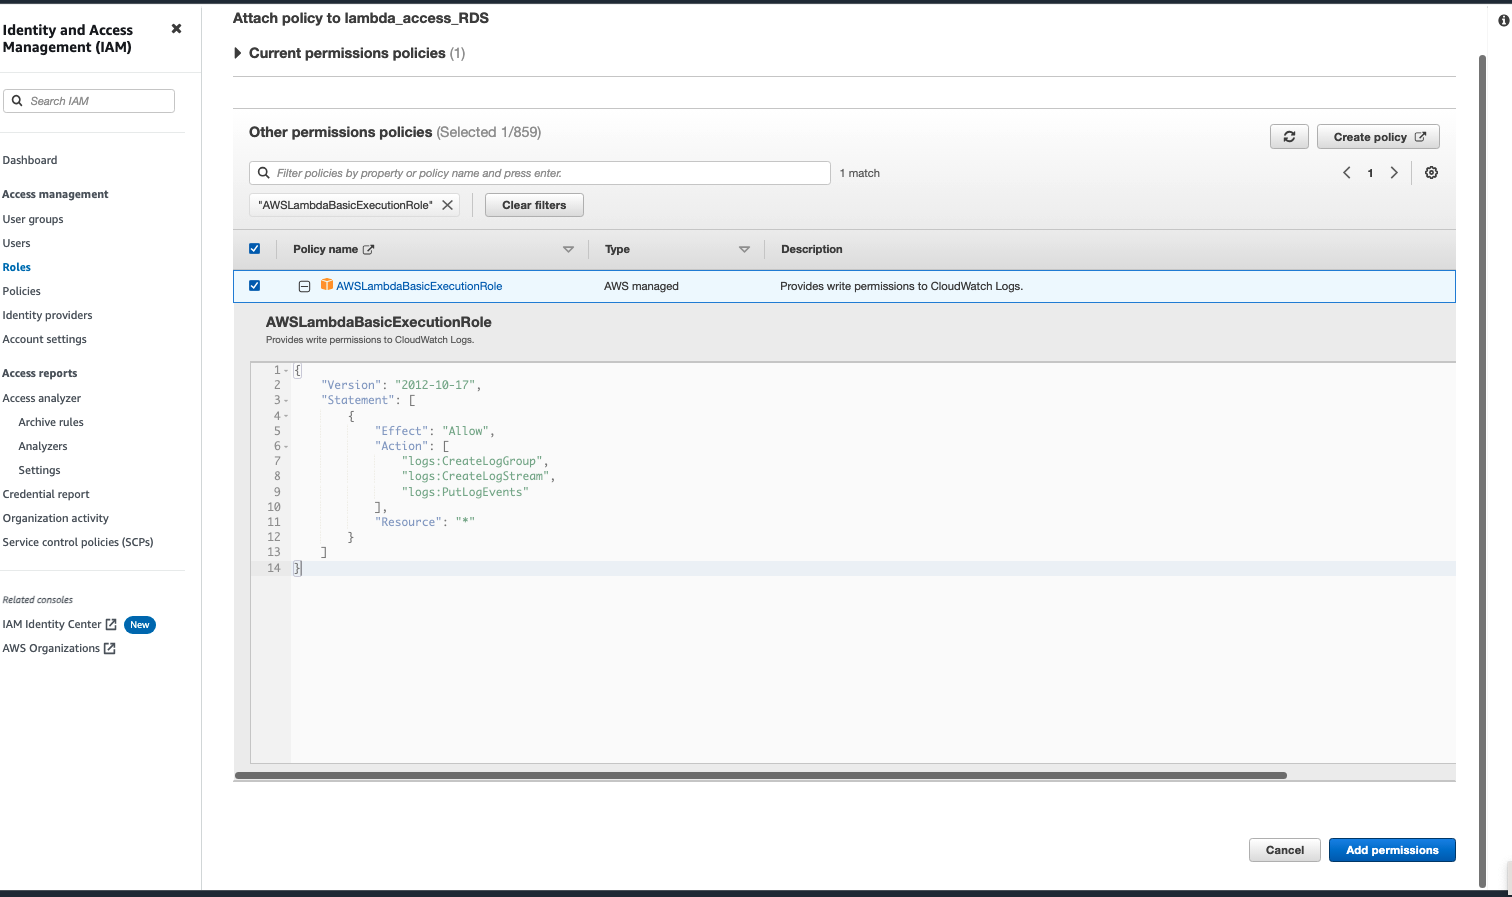 Identity and Access
Management (IAM)
Search IAM
Dashboard
Access management
User groups
Users
Roles
Policies
Identity providers
Account settings
Access reports
Access analyzer
Archive rules
Analyzers
Settings
Credential report
Organization activity
Service control policies (SCPs)
Related consoles
IAM Identity Center New
AWS Organizations
Attach policy to lambda_access_RDS
Current permissions policies (1)
Other permissions policies (Selected 1/859)
Create policy
Filter policies by property or policy name and press enter.
1 match
1
"AWSLambdaBasicExecutionRole"
Clear filters
Policy name Type Description
AWSLambdaBasicExecutionRole AWS managed Provides write permissions to CloudWatch Logs.
AWSLambdaBasicExecutionRole
Provides write permissions to CloudWatch Logs.
1 {
2 "Version": "2012-10-17",
3 "Statement": [
4 {
5 "Effect": "Allow",
6 "Action": [
7 "logs:CreateLogGroup",
8 "logs:CreateLogStream",
9 "logs:PutLogEvents"
10 ],
11 "Resource": "*"
12 }
13 ]
14 }
Cancel Add permissions